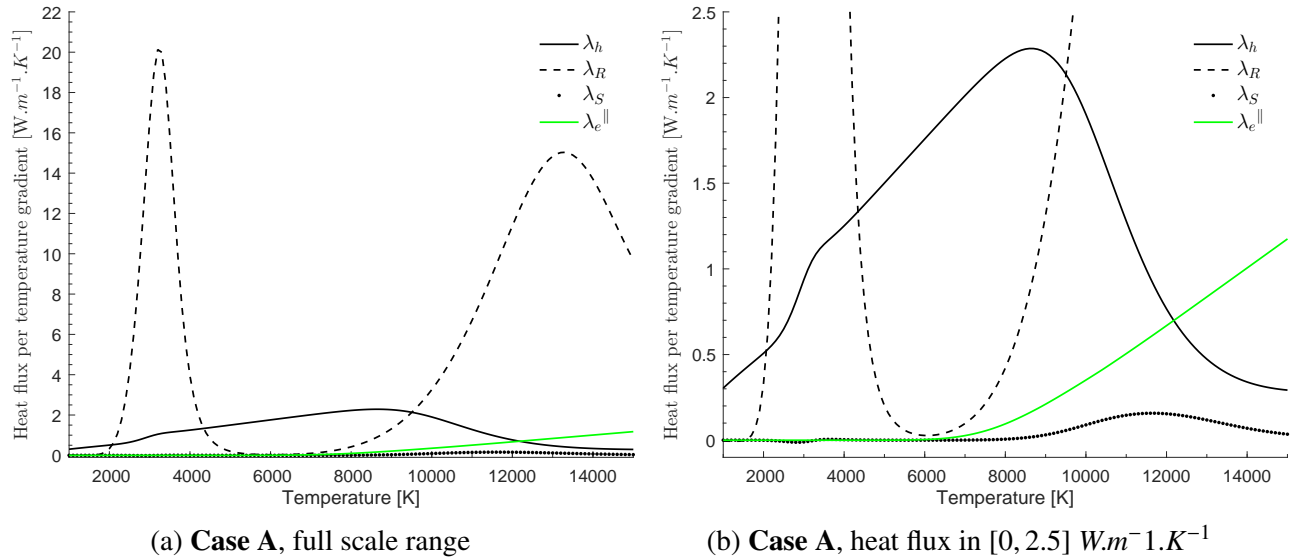 22
20
18
16
14
12
10
8
6
4
2
0
Heat flux per temperature gradient [W.m⁻¹.K⁻¹]
λ_h
λ_R
λ_S
λ_e^∥
2000 4000 6000 8000 10000 12000 14000
Temperature [K]
(a) Case A, full scale range
2.5
2
1.5
1
0.5
0
Heat flux per temperature gradient [W.m⁻¹.K⁻¹]
λ_h
λ_R
λ_S
λ_e^∥
2000 4000 6000 8000 10000 12000 14000
Temperature [K]
(b) Case A, heat flux in [0, 2.5] W.m⁻1.K⁻¹